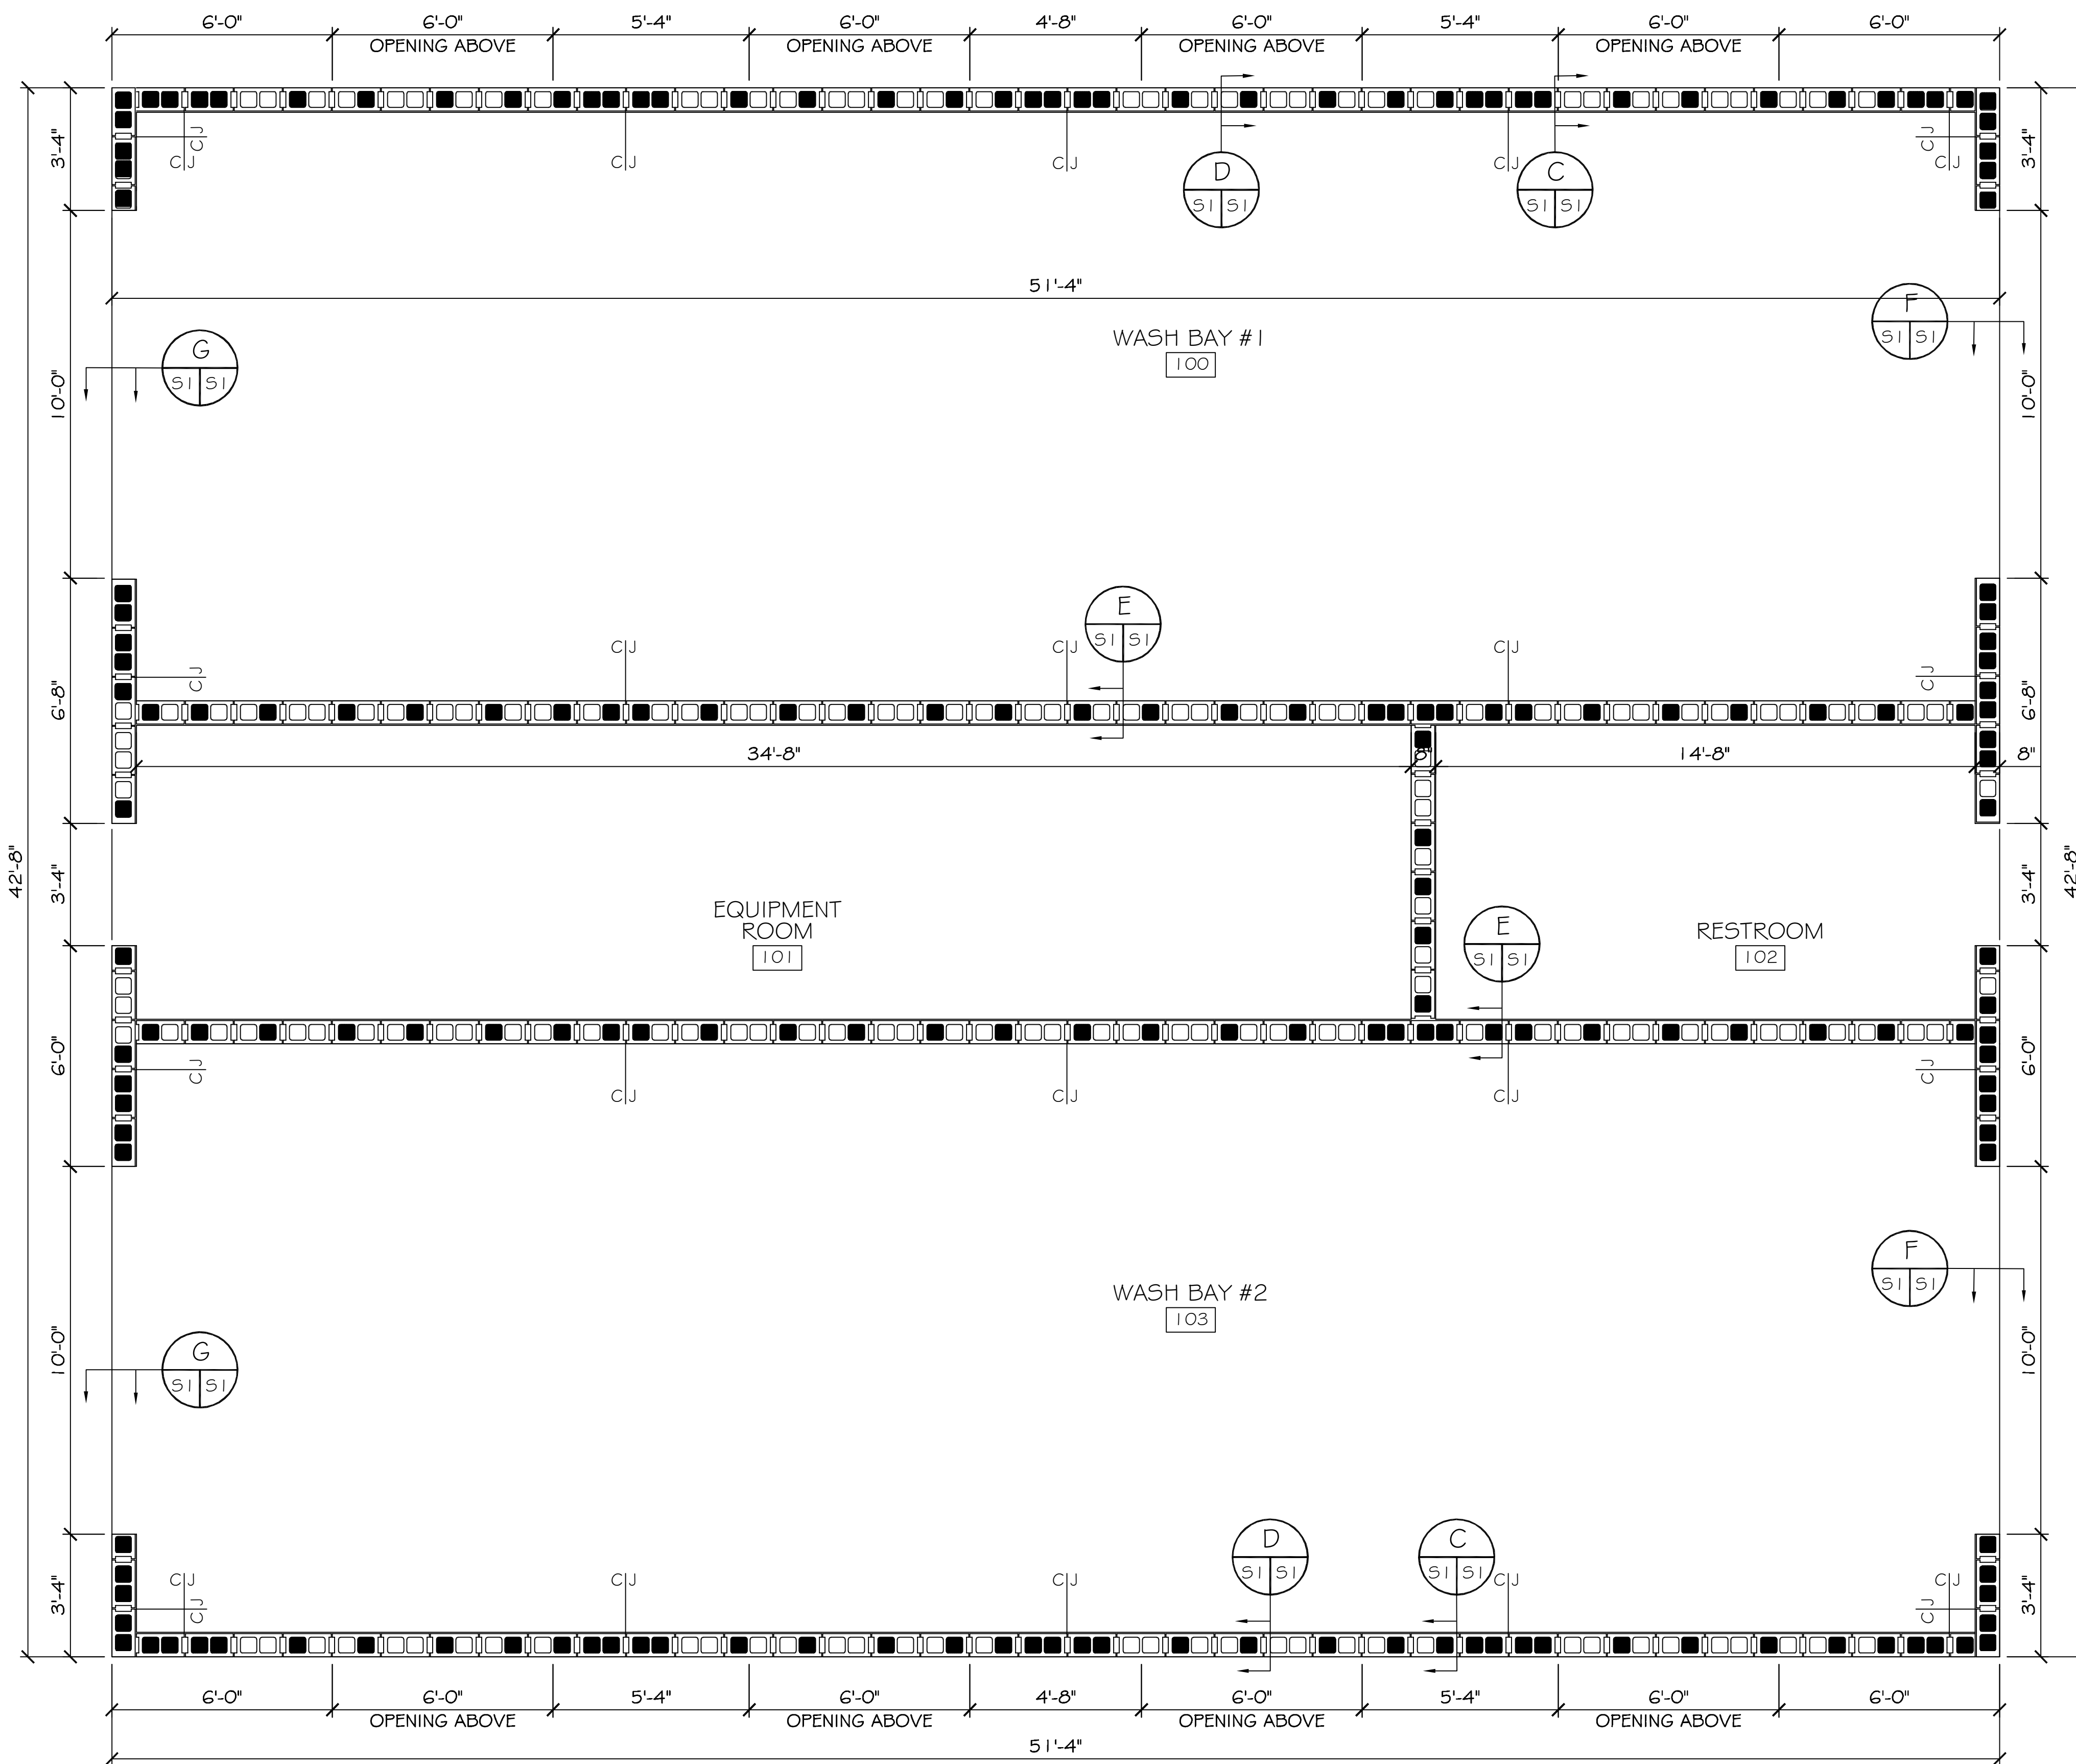 6'-0" 6'-0" 5'-4" 6'-0" 4'-8" 6'-0" 5'-4" 6'-0" 6'-0"
OPENING ABOVE OPENING ABOVE OPENING ABOVE OPENING ABOVE
3'-4" CJ CJ CJ CJ CJ CJ CJ 3'-4"
D C
S1 S1 S1 S1
51'-4"
F
S1 S1
WASH BAY #1
100
G
S1 S1
10'-0" 10'-0"
E
S1 S1
CJ CJ CJ
CJ CJ
6'-8" 6'-8"
34'-8" 8" 14'-8" 8"
42'-8" 3'-4" 3'-4" 42'-8"
EQUIPMENT
ROOM
101
E
S1 S1
RESTROOM
102
6'-0" CJ CJ 6'-0"
CJ CJ CJ
F
S1 S1
WASH BAY #2
103
10'-0" 10'-0"
G
S1 S1
D C
S1 S1 S1 S1
3'-4" CJ CJ CJ CJ CJ CJ CJ 3'-4"
6'-0" 6'-0" 5'-4" 6'-0" 4'-8" 6'-0" 5'-4" 6'-0" 6'-0"
OPENING ABOVE OPENING ABOVE OPENING ABOVE OPENING ABOVE
51'-4"